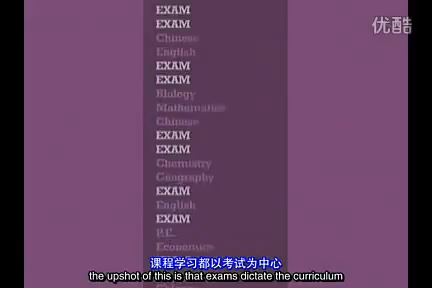 EXAM
EXAM
Chinese
English
EXAM
EXAM
Biology
Mathematics
Chinese
EXAM
EXAM
Chemistry
Geography
EXAM
English
EXAM
P.E.
Economics
课程学习都以考试为中心
the upshot of this is that exams dictate the curriculum
优酷